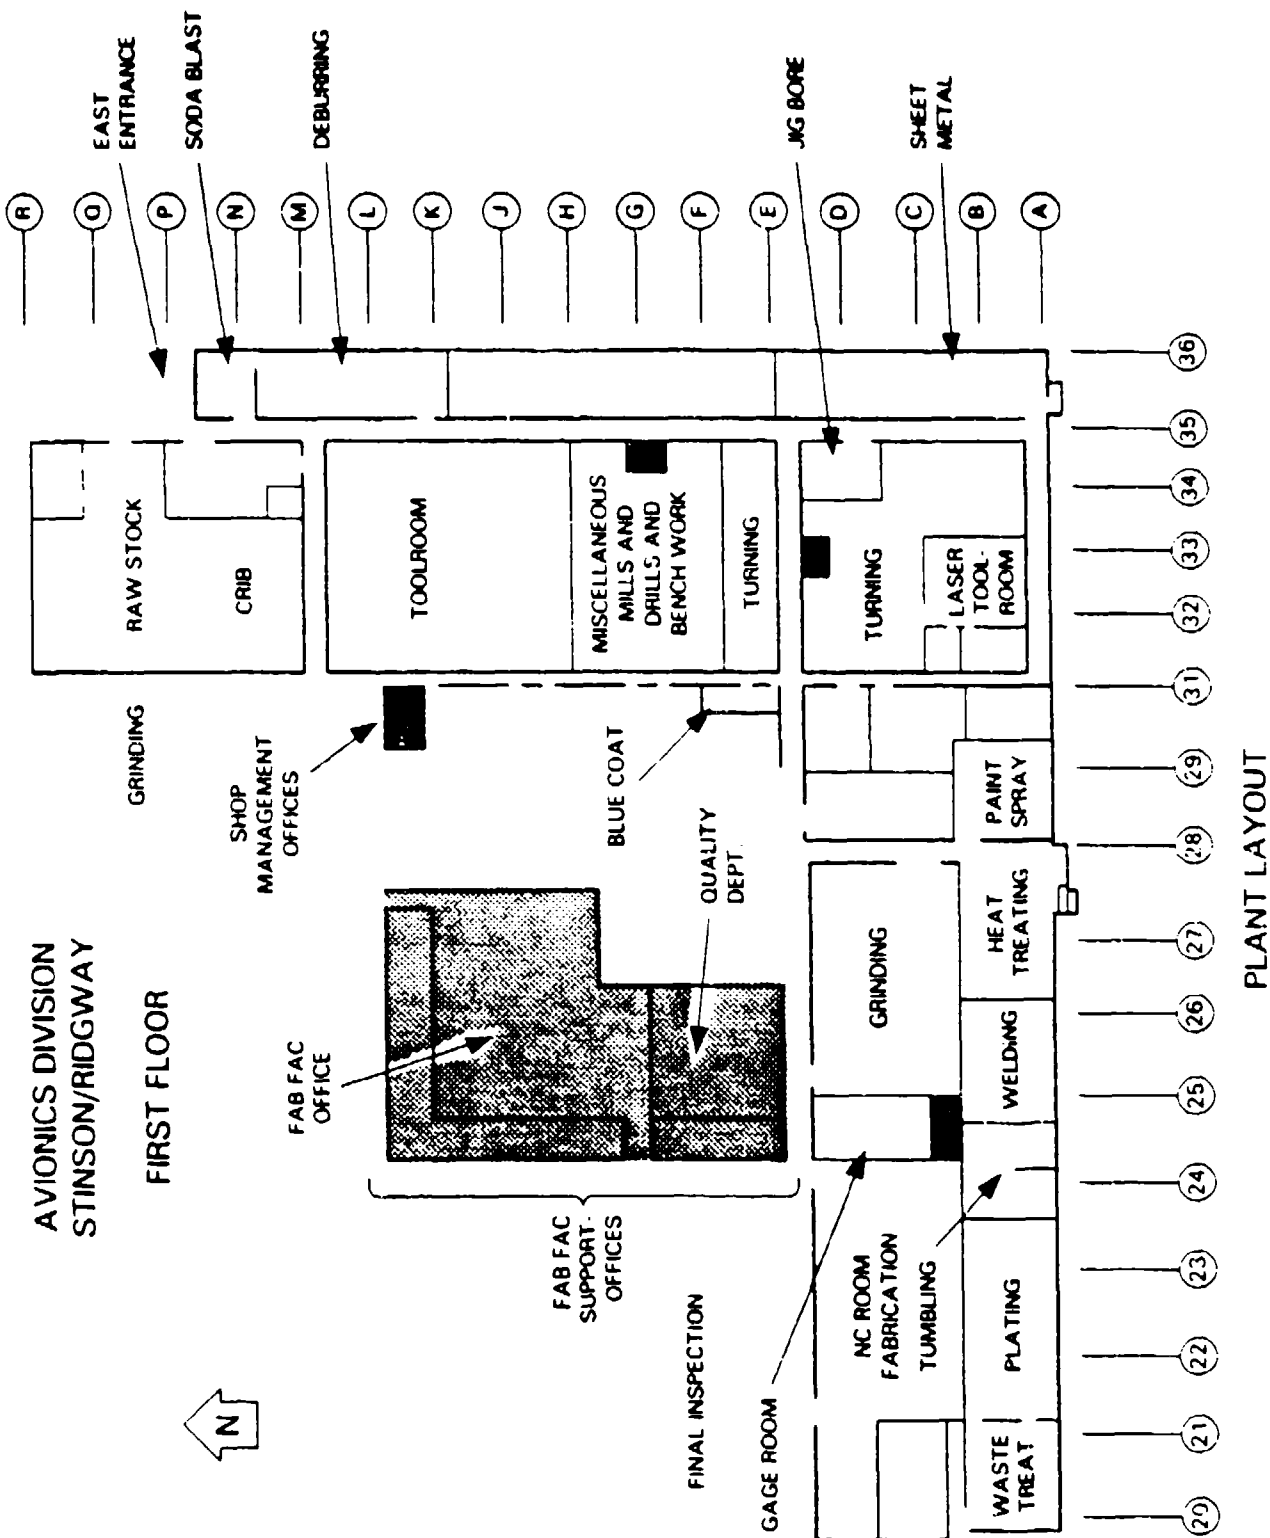 AVIONICS DIVISION
STINSON/RIDGWAY
FIRST FLOOR
N
EAST
ENTRANCE
SODA BLAST
DEBURRING
JIG BORE
SHEET
METAL
R
Q
P
N
M
L
K
J
H
G
F
E
D
C
B
A
RAW STOCK
CRIB
TOOLROOM
MISCELLANEOUS
MILLS AND
DRILLS AND
BENCH WORK
TURNING
TURNING
LASER
TOOL-
ROOM
GRINDING
SHOP
MANAGEMENT
OFFICES
BLUE COAT
QUALITY
DEPT.
PAINT
SPRAY
FAB FAC
OFFICE
FAB FAC
SUPPORT
OFFICES
GRINDING
HEAT
TREATING
WELDING
FINAL INSPECTION
GAGE ROOM
NC ROOM
FABRICATION
TUMBLING
PLATING
WASTE
TREAT
20
21
22
23
24
25
26
27
28
29
31
32
33
34
35
36
PLANT LAYOUT